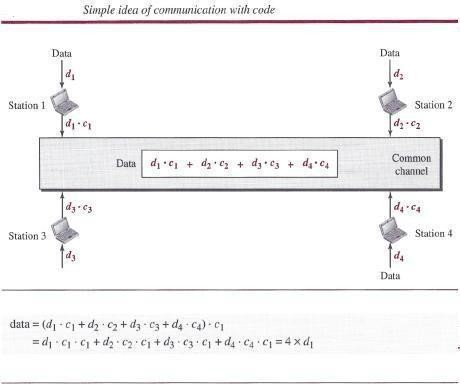 Simple idea of communication with code
Data
Data
d₁
d₂
Station 1
Station 2
d₁ · c₁
d₂ · c₂
Data
d₁ · c₁ + d₂ · c₂ + d₃ · c₃ + d₄ · c₄
Common
channel
d₃ · c₃
d₄ · c₄
Station 3
Station 4
d₃
d₄
Data
data = (d₁ · c₁ + d₂ · c₂ + d₃ · c₃ + d₄ · c₄) · c₁
= d₁ · c₁ · c₁ + d₂ · c₂ · c₁ + d₃ · c₃ · c₁ + d₄ · c₄ · c₁ = 4 × d₁